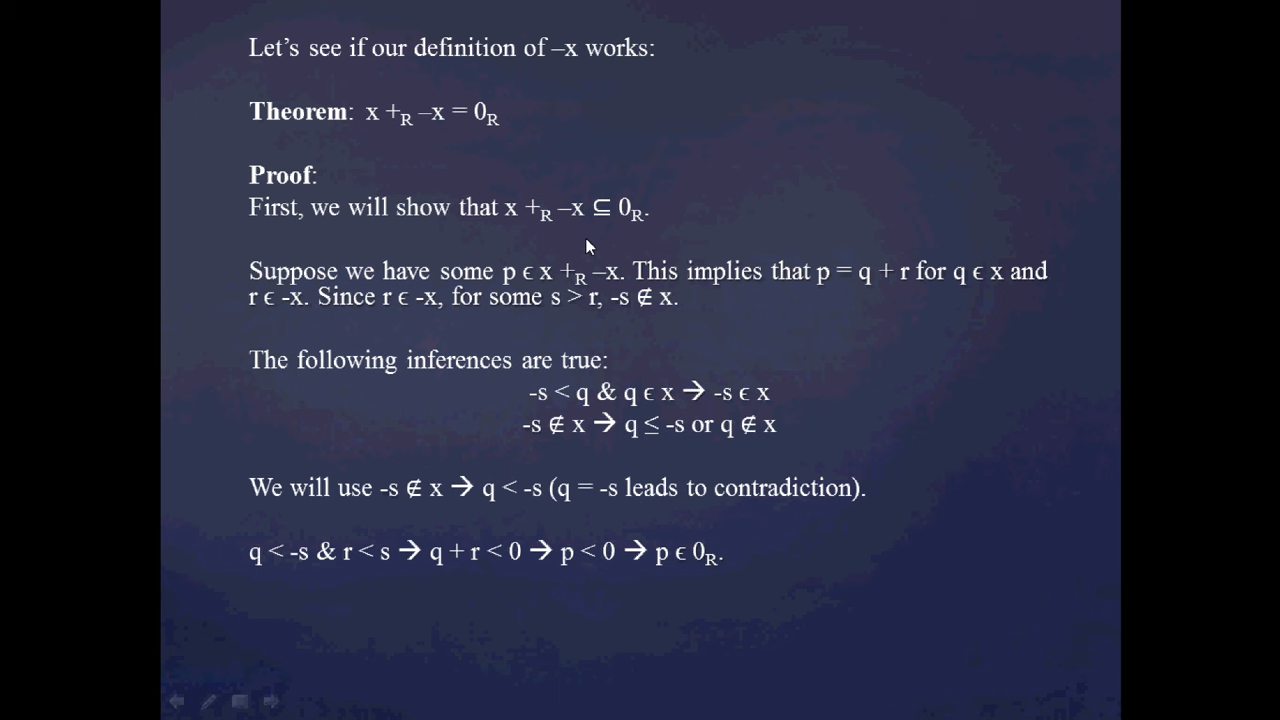 Let's see if our definition of –x works:
Theorem: x +R –x = 0R
Proof:
First, we will show that x +R –x ⊆ 0R.
Suppose we have some p ϵ x +R –x. This implies that p = q + r for q ϵ x and
r ϵ -x. Since r ϵ -x, for some s > r, -s ∉ x.
The following inferences are true:
-s < q & q ϵ x → -s ϵ x
-s ∉ x → q ≤ -s or q ∉ x
We will use -s ∉ x → q < -s (q = -s leads to contradiction).
q < -s & r < s → q + r < 0 → p < 0 → p ϵ 0R.